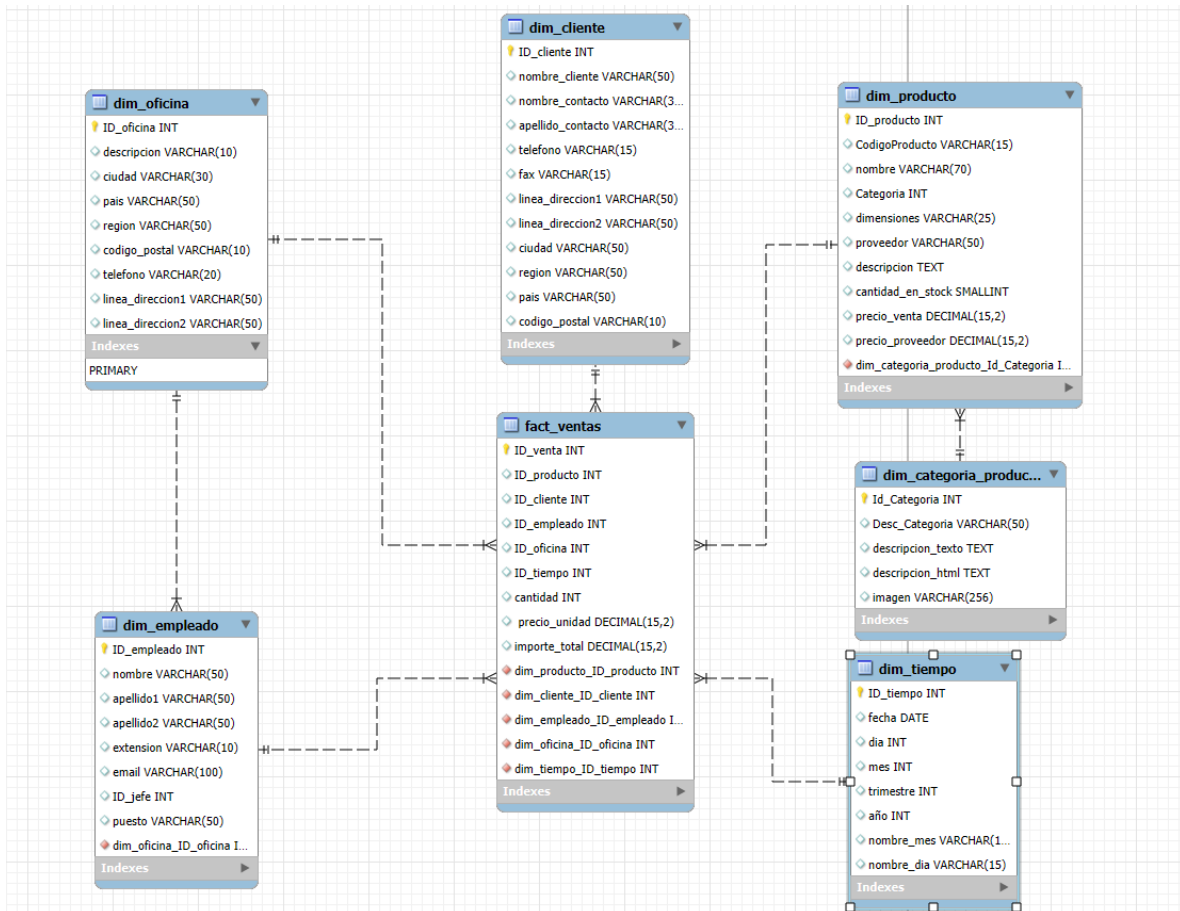 dim_cliente
ID_cliente INT
nombre_cliente VARCHAR(50)
nombre_contacto VARCHAR(3...
apellido_contacto VARCHAR(3...
telefono VARCHAR(15)
fax VARCHAR(15)
linea_direccion1 VARCHAR(50)
linea_direccion2 VARCHAR(50)
ciudad VARCHAR(50)
region VARCHAR(50)
pais VARCHAR(50)
codigo_postal VARCHAR(10)
Indexes
dim_oficina
ID_oficina INT
descripcion VARCHAR(10)
ciudad VARCHAR(30)
pais VARCHAR(50)
region VARCHAR(50)
codigo_postal VARCHAR(10)
telefono VARCHAR(20)
linea_direccion1 VARCHAR(50)
linea_direccion2 VARCHAR(50)
Indexes
PRIMARY
dim_producto
ID_producto INT
CodigoProducto VARCHAR(15)
nombre VARCHAR(70)
Categoria INT
dimensiones VARCHAR(25)
proveedor VARCHAR(50)
descripcion TEXT
cantidad_en_stock SMALLINT
precio_venta DECIMAL(15,2)
precio_proveedor DECIMAL(15,2)
dim_categoria_producto_Id_Categoria I...
Indexes
fact_ventas
ID_venta INT
ID_producto INT
ID_cliente INT
ID_empleado INT
ID_oficina INT
ID_tiempo INT
cantidad INT
precio_unidad DECIMAL(15,2)
importe_total DECIMAL(15,2)
dim_producto_ID_producto INT
dim_cliente_ID_cliente INT
dim_empleado_ID_empleado I...
dim_oficina_ID_oficina INT
dim_tiempo_ID_tiempo INT
Indexes
dim_categoria_produc...
Id_Categoria INT
Desc_Categoria VARCHAR(50)
descripcion_texto TEXT
descripcion_html TEXT
imagen VARCHAR(256)
Indexes
dim_empleado
ID_empleado INT
nombre VARCHAR(50)
apellido1 VARCHAR(50)
apellido2 VARCHAR(50)
extension VARCHAR(10)
email VARCHAR(100)
ID_jefe INT
puesto VARCHAR(50)
dim_oficina_ID_oficina I...
Indexes
dim_tiempo
ID_tiempo INT
fecha DATE
dia INT
mes INT
trimestre INT
año INT
nombre_mes VARCHAR(1...
nombre_dia VARCHAR(15)
Indexes